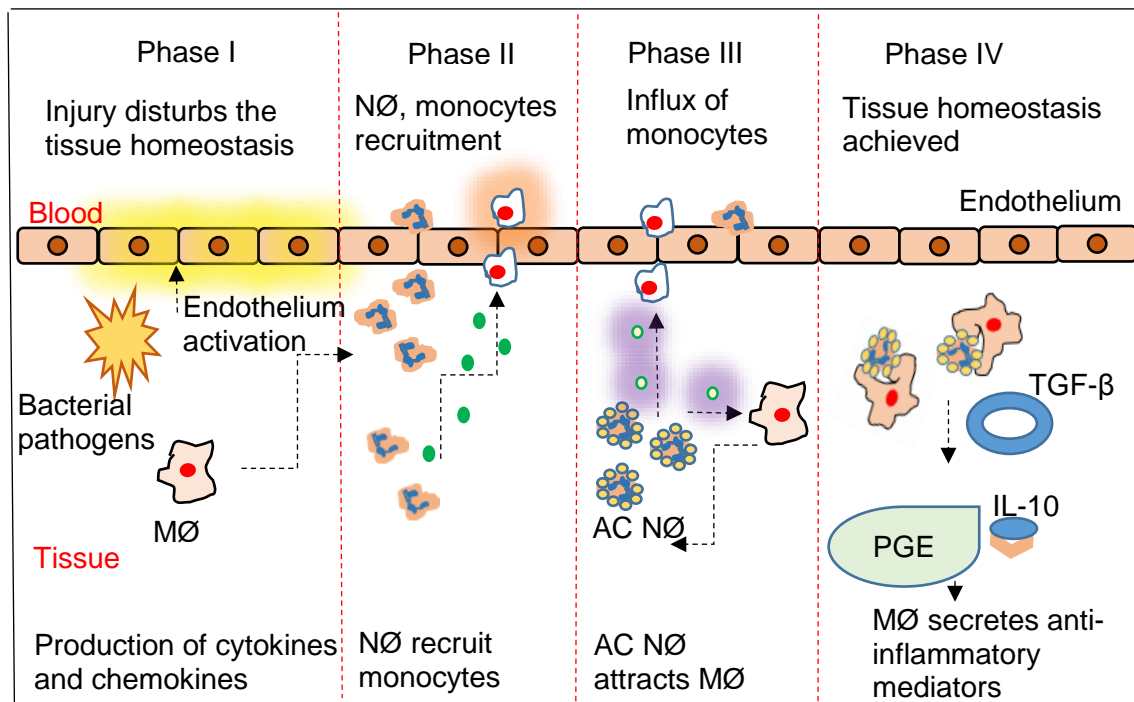 Phase I
Injury disturbs the
tissue homeostasis
Blood
Endothelium
activation
Bacterial
pathogens
MØ
Tissue
Production of cytokines
and chemokines
Phase II
NØ, monocytes
recruitment
NØ recruit
monocytes
Phase III
Influx of
monocytes
AC NØ
AC NØ
attracts MØ
Phase IV
Tissue homeostasis
achieved
Endothelium
TGF-β
IL-10
PGE
MØ secretes anti-
inflammatory
mediators